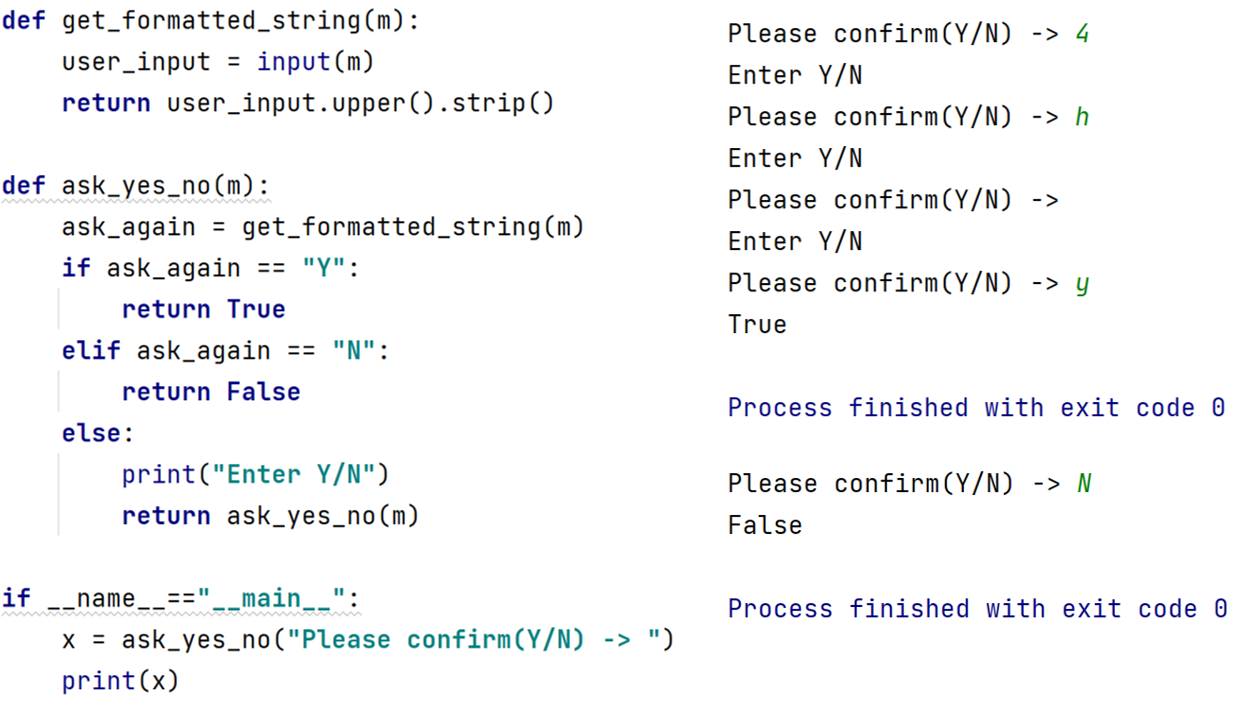 def get_formatted_string(m):
    user_input = input(m)
    return user_input.upper().strip()

def ask_yes_no(m):
    ask_again = get_formatted_string(m)
    if ask_again == "Y":
        return True
    elif ask_again == "N":
        return False
    else:
        print("Enter Y/N")
        return ask_yes_no(m)

if __name__=="__main__":
    x = ask_yes_no("Please confirm(Y/N) -> ")
    print(x)

Please confirm(Y/N) -> 4
Enter Y/N
Please confirm(Y/N) -> h
Enter Y/N
Please confirm(Y/N) ->
Enter Y/N
Please confirm(Y/N) -> y
True

Process finished with exit code 0

Please confirm(Y/N) -> N
False

Process finished with exit code 0